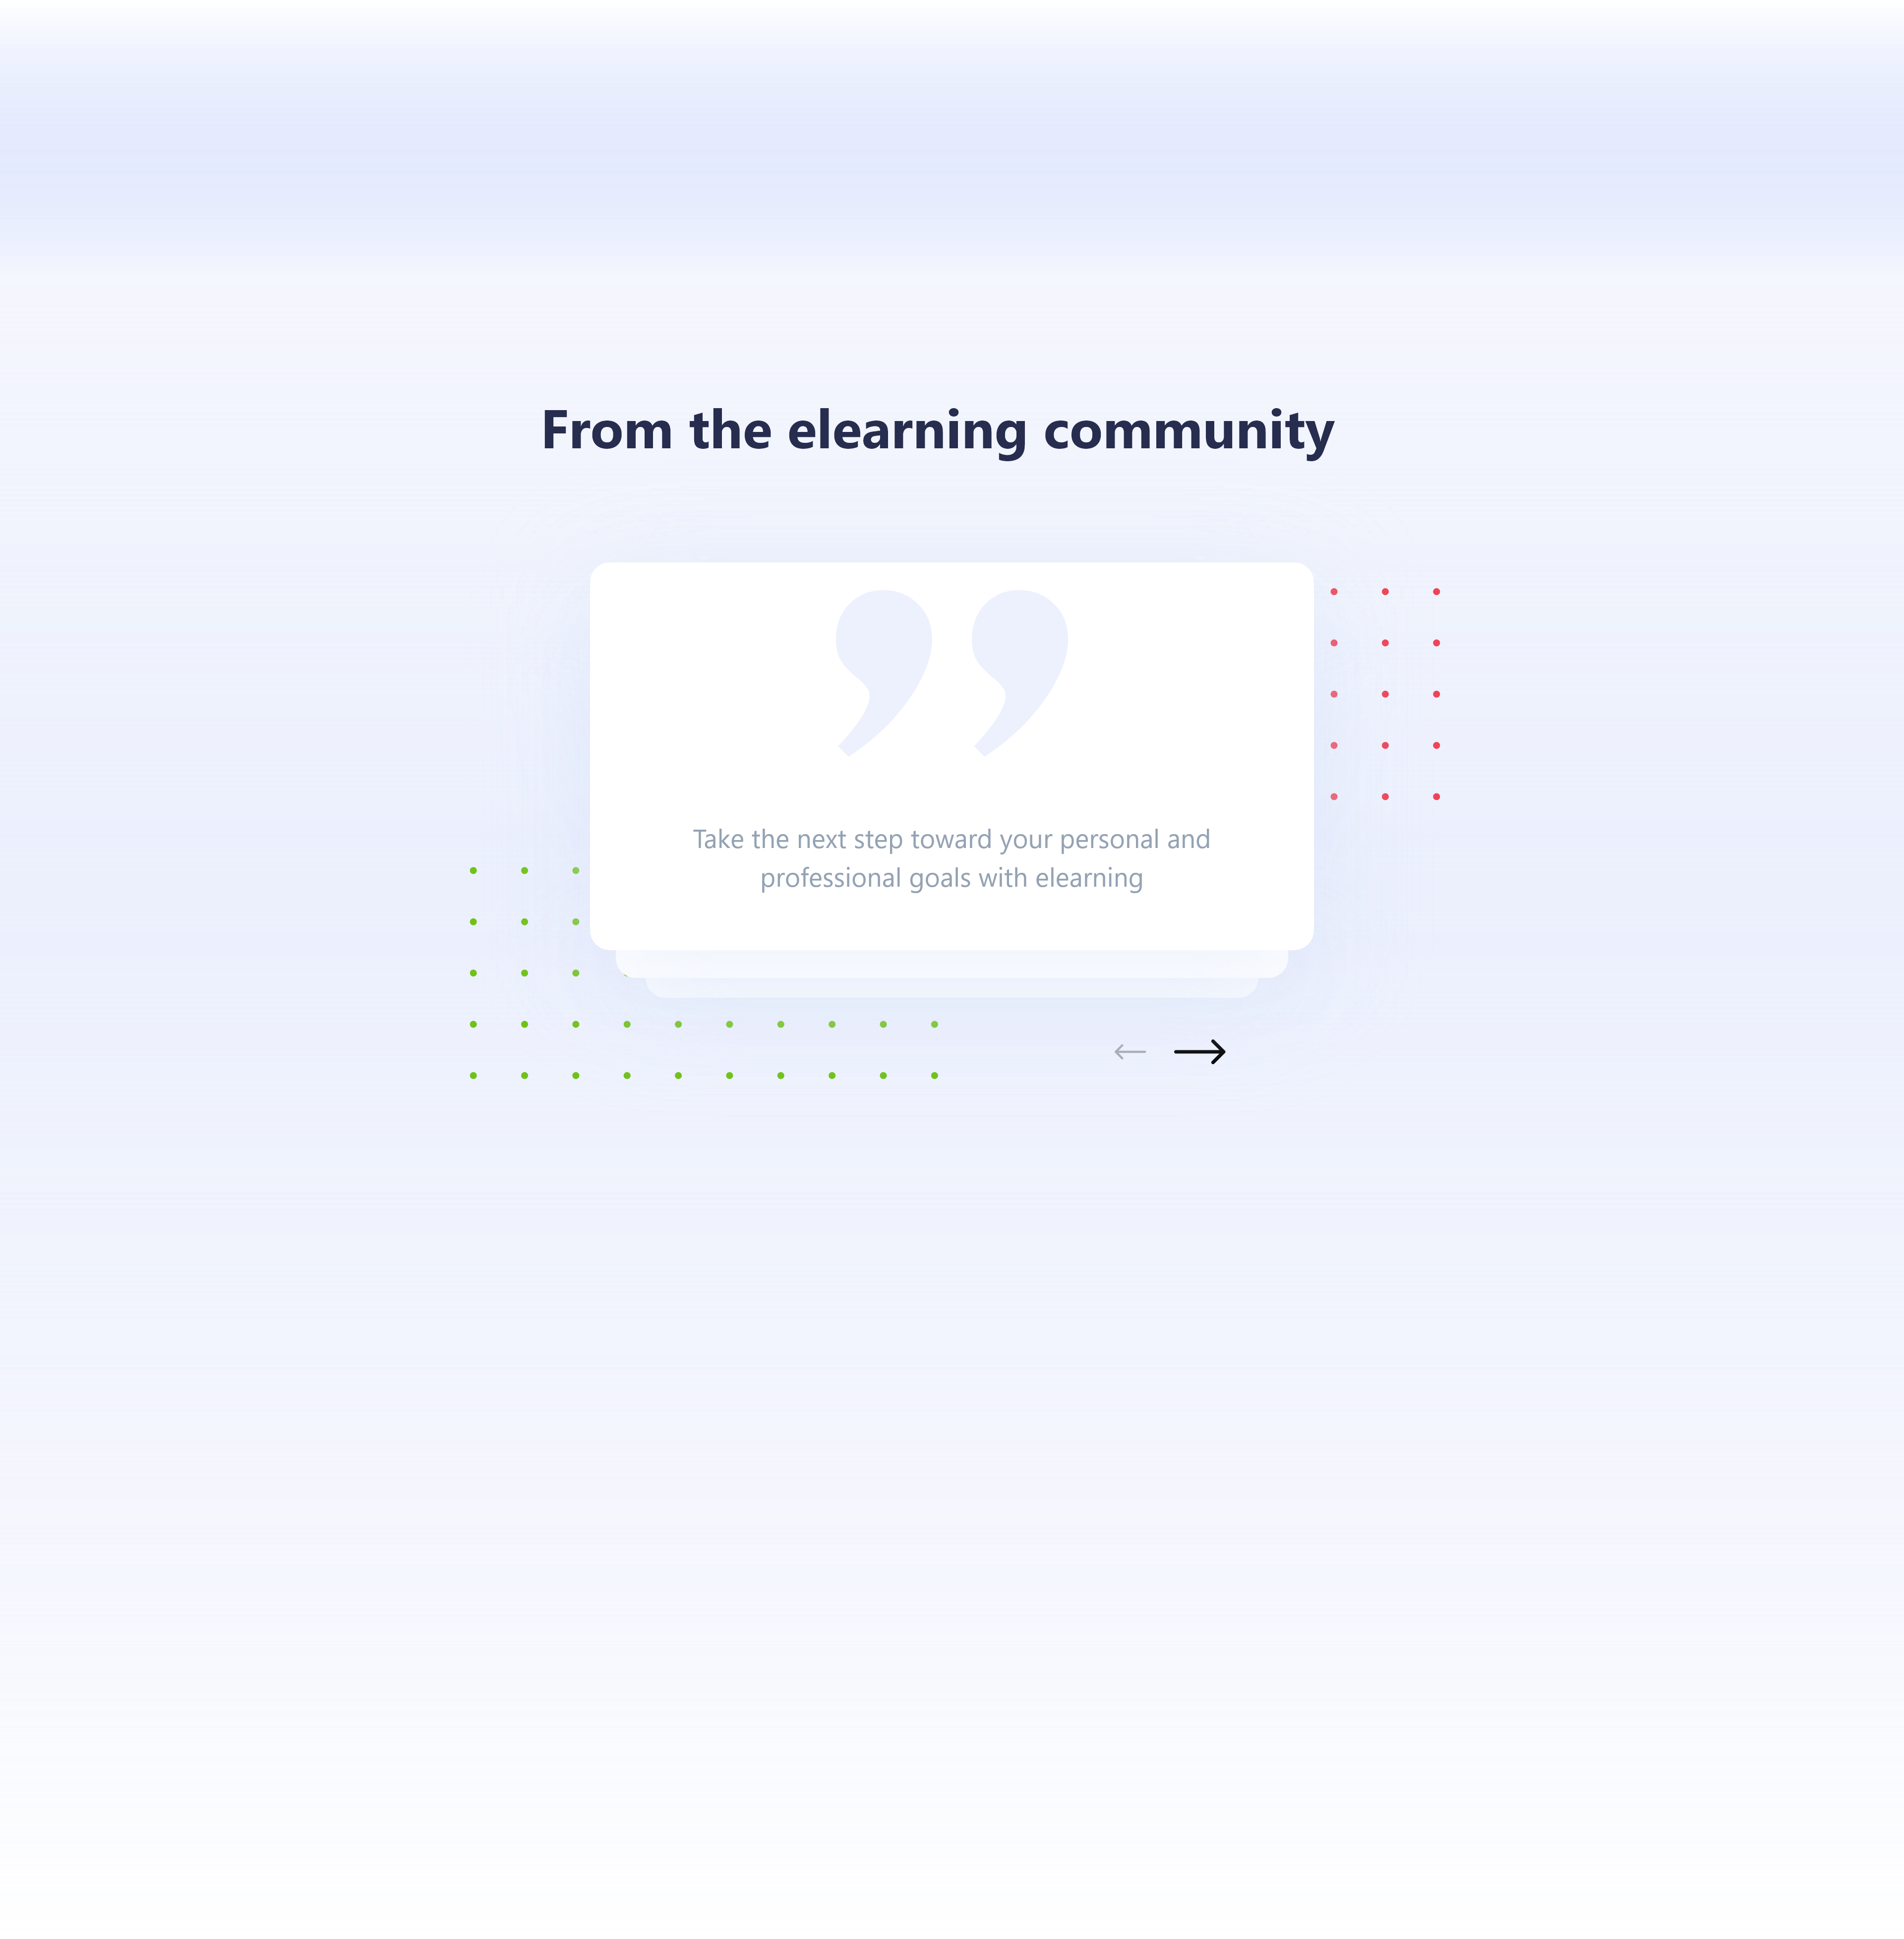 From the elearning community
Take the next step toward your personal and
professional goals with elearning